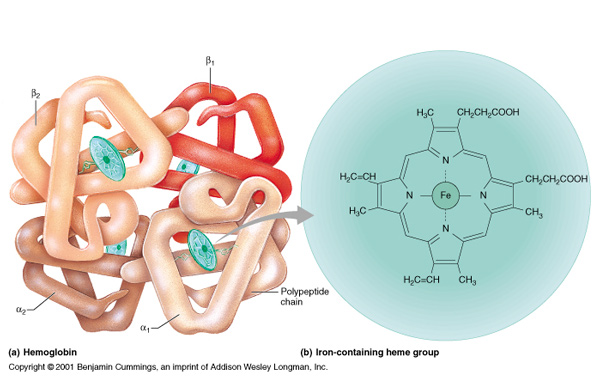 β₁
β₂
α₂
α₁
Polypeptide
chain
H₃C
CH₂CH₂COOH
N
H₂C=CH
CH₂CH₂COOH
N
Fe
N
H₃C
CH₃
N
H₂C=CH
CH₃
(a) Hemoglobin
(b) Iron-containing heme group
Copyright © 2001 Benjamin Cummings, an imprint of Addison Wesley Longman, Inc.